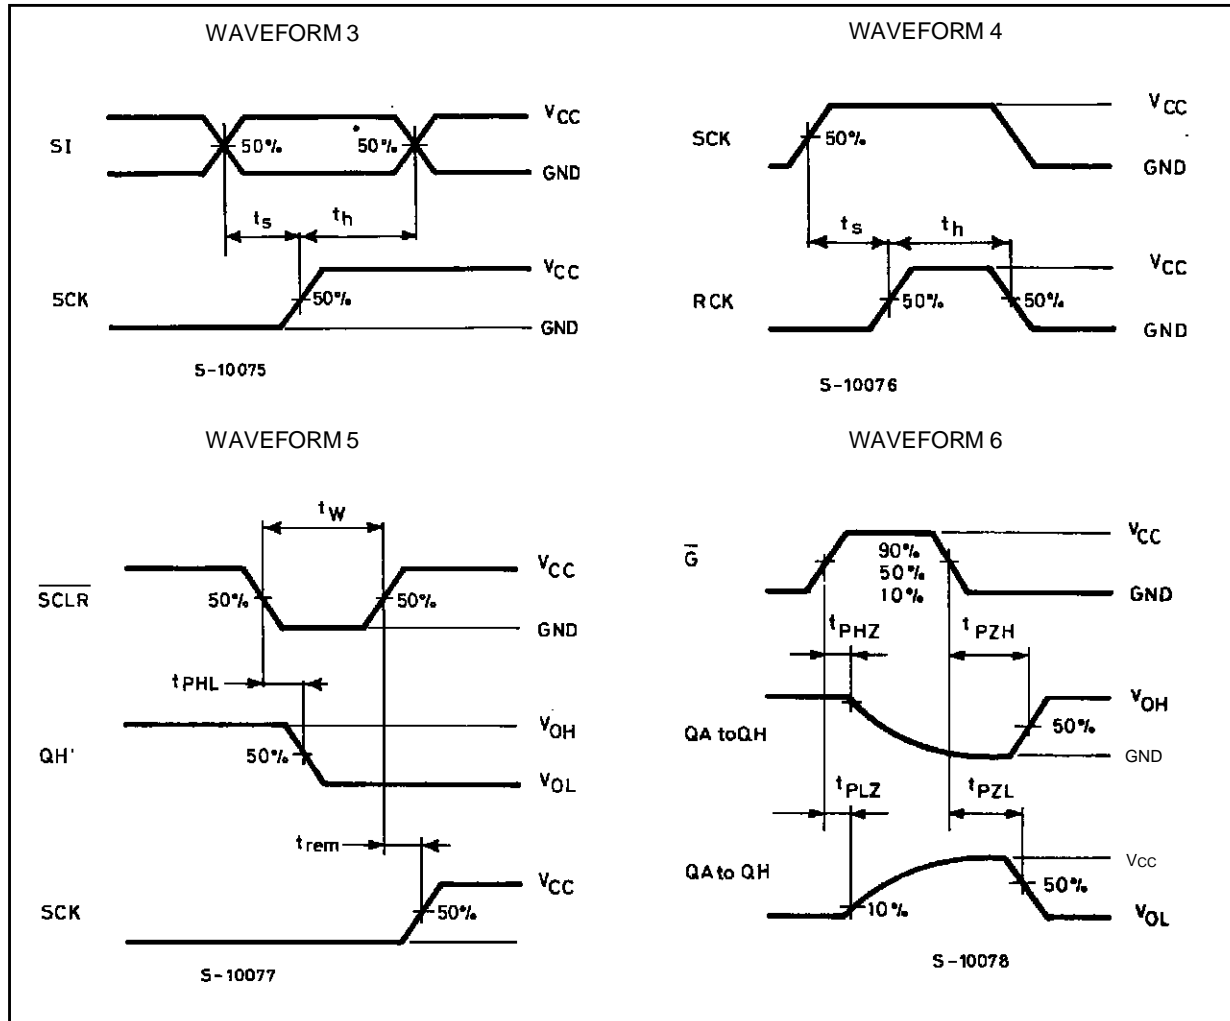 WAVEFORM 3
SI
50%
50%
VCC
GND
ts
th
SCK
50%
VCC
GND
S-10075
WAVEFORM 4
SCK
50%
VCC
GND
ts
th
RCK
50%
50%
VCC
GND
S-10076
WAVEFORM 5
tW
SCLR
50%
50%
VCC
GND
tPHL
QH'
50%
VOH
VOL
trem
SCK
50%
VCC
S-10077
WAVEFORM 6
G
90%
50%
10%
VCC
GND
tPHZ
tPZH
QA to QH
50%
VOH
GND
tPLZ
tPZL
QA to QH
10%
50%
VCC
VOL
S-10078